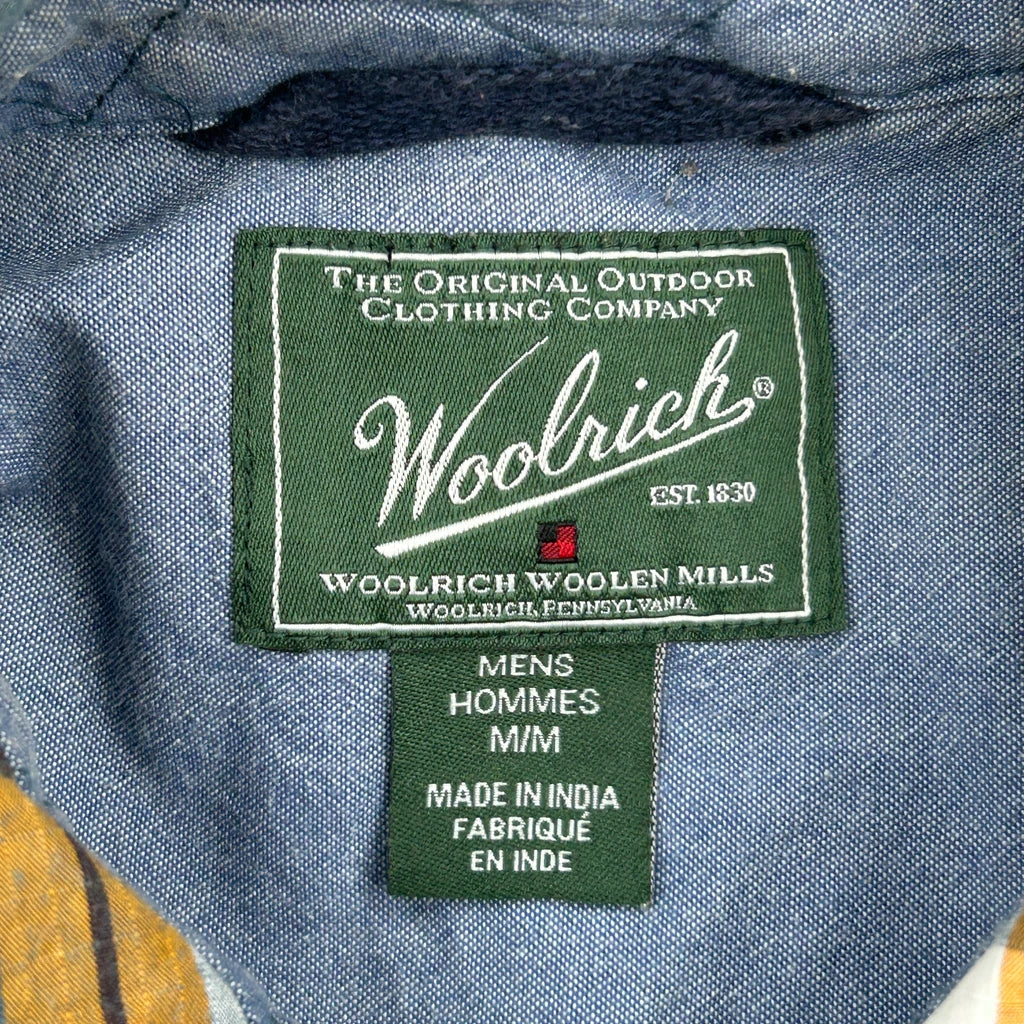 THE ORIGINAL OUTDOOR
CLOTHING COMPANY
Woolrich®
EST. 1830
WOOLRICH WOOLEN MILLS
WOOLRICH, PENNSYLVANIA
MENS
HOMMES
M/M
MADE IN INDIA
FABRIQUÉ
EN INDE